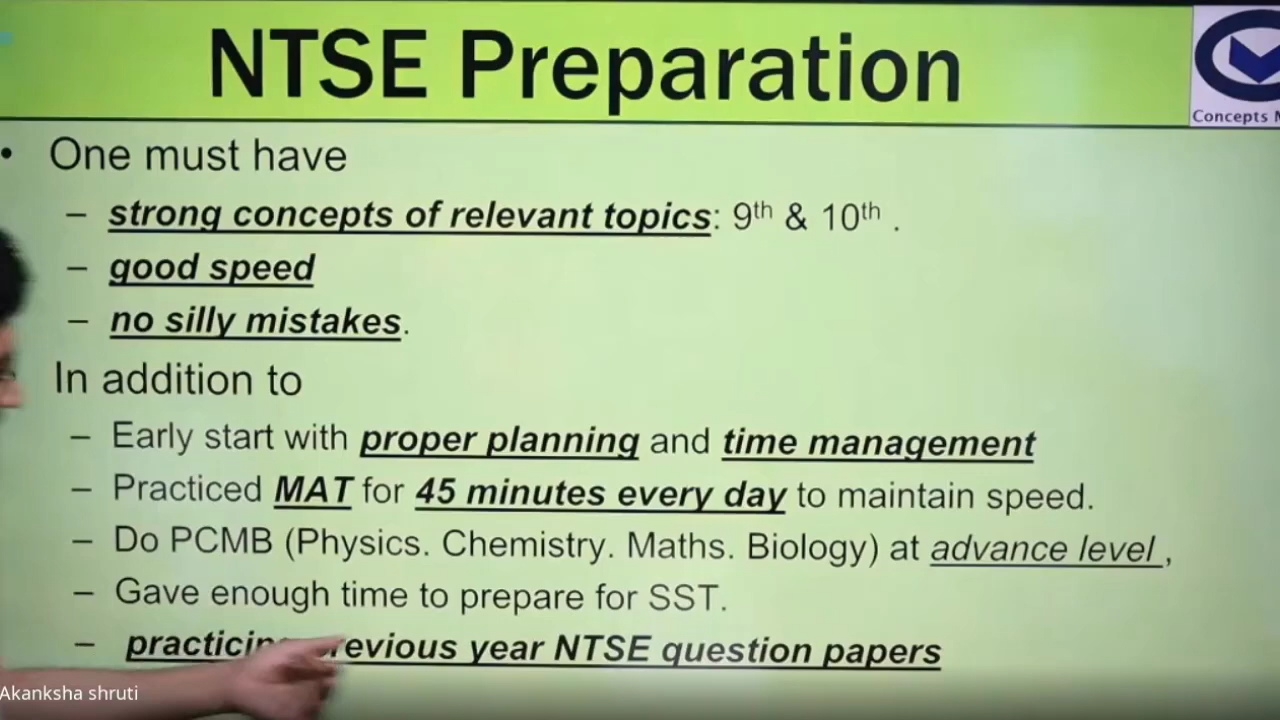 NTSE Preparation
Concepts
• One must have
– strong concepts of relevant topics: 9th & 10th .
– good speed
– no silly mistakes.
In addition to
– Early start with proper planning and time management
– Practiced MAT for 45 minutes every day to maintain speed.
– Do PCMB (Physics. Chemistry. Maths. Biology) at advance level ,
– Gave enough time to prepare for SST.
– year NTSE question papers
Akanksha shruti